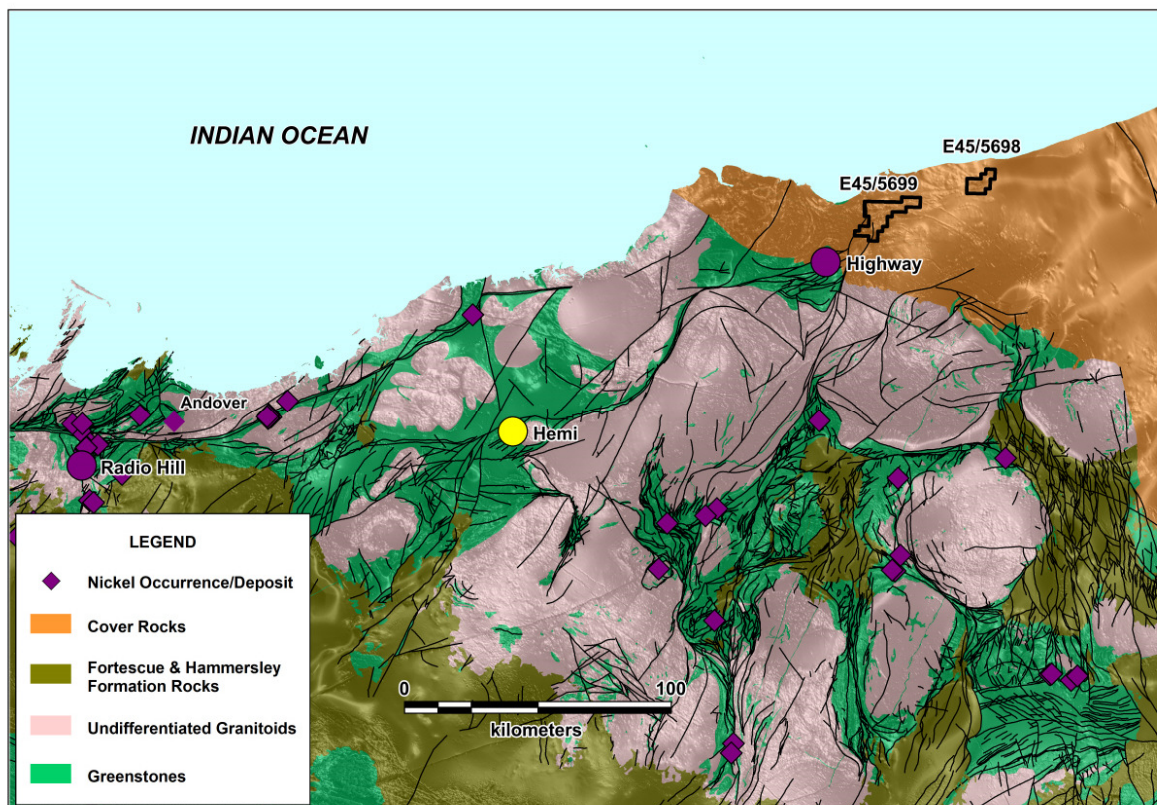 INDIAN OCEAN
E45/5698
E45/5699
Highway
Andover
Hemi
Radio Hill
LEGEND
Nickel Occurrence/Deposit
Cover Rocks
Fortescue & Hammersley
Formation Rocks
Undifferentiated Granitoids
Greenstones
0 100
kilometers